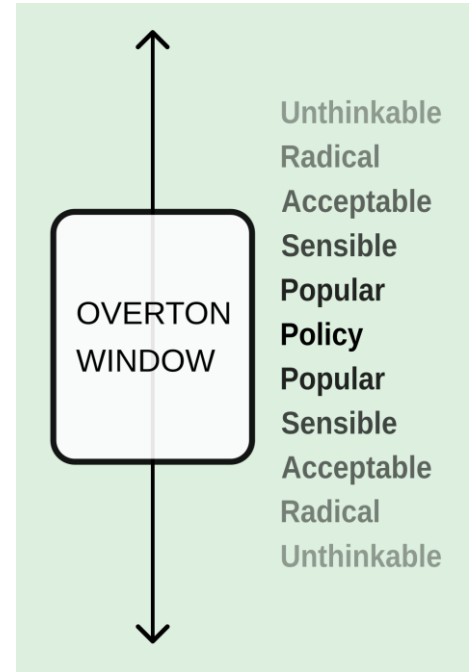 Unthinkable
Radical
Acceptable
Sensible
Popular
Policy
Popular
Sensible
Acceptable
Radical
Unthinkable
OVERTON
WINDOW